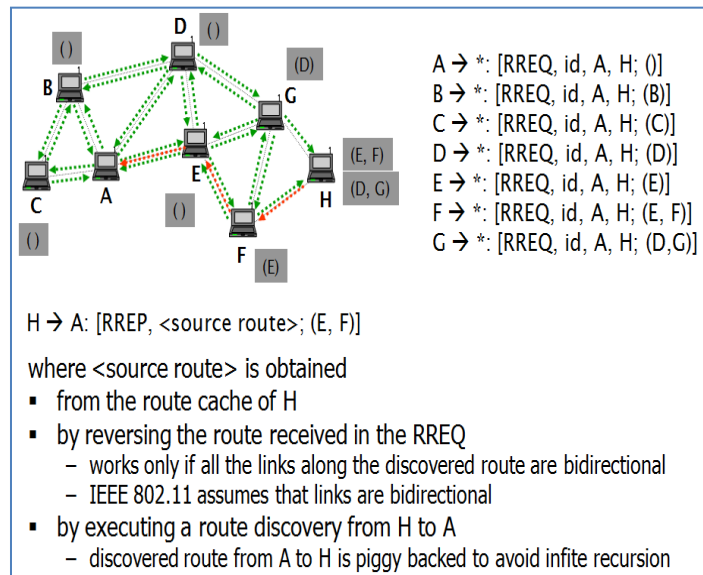 D
()
()
(D)
B
G
(E, F)
E
H
(D, G)
C
A
()
()
F
(E)
A → *: [RREQ, id, A, H; ()]
B → *: [RREQ, id, A, H; (B)]
C → *: [RREQ, id, A, H; (C)]
D → *: [RREQ, id, A, H; (D)]
E → *: [RREQ, id, A, H; (E)]
F → *: [RREQ, id, A, H; (E, F)]
G → *: [RREQ, id, A, H; (D,G)]
H → A: [RREP, <source route>; (E, F)]
where <source route> is obtained
▪ from the route cache of H
▪ by reversing the route received in the RREQ
– works only if all the links along the discovered route are bidirectional
– IEEE 802.11 assumes that links are bidirectional
▪ by executing a route discovery from H to A
– discovered route from A to H is piggy backed to avoid infite recursion